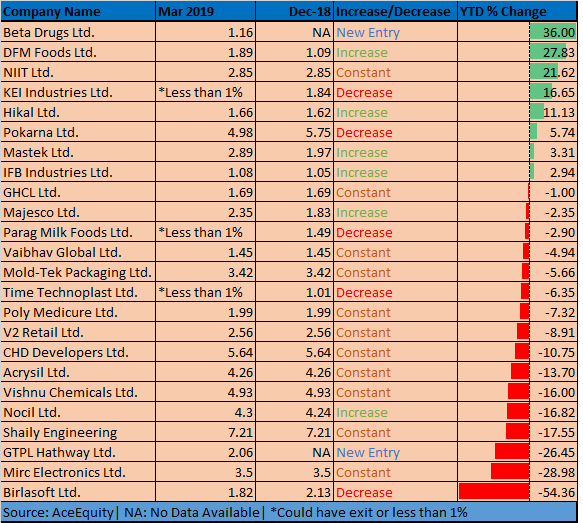 Company Name Mar 2019 Dec-18 Increase/Decrease YTD % Change
Beta Drugs Ltd. 1.16 NA New Entry 36.00
DFM Foods Ltd. 1.89 1.09 Increase 27.83
NIIT Ltd. 2.85 2.85 Constant 21.62
KEI Industries Ltd. *Less than 1% 1.84 Decrease 16.65
Hikal Ltd. 1.66 1.62 Increase 11.13
Pokarna Ltd. 4.98 5.75 Decrease 5.74
Mastek Ltd. 2.89 1.97 Increase 3.31
IFB Industries Ltd. 1.08 1.05 Increase 2.94
GHCL Ltd. 1.69 1.69 Constant -1.00
Majesco Ltd. 2.35 1.83 Increase -2.35
Parag Milk Foods Ltd. *Less than 1% 1.49 Decrease -2.90
Vaibhav Global Ltd. 1.45 1.45 Constant -4.94
Mold-Tek Packaging Ltd. 3.42 3.42 Constant -5.66
Time Technoplast Ltd. *Less than 1% 1.01 Decrease -6.35
Poly Medicure Ltd. 1.99 1.99 Constant -7.32
V2 Retail Ltd. 2.56 2.56 Constant -8.91
CHD Developers Ltd. 5.64 5.64 Constant -10.75
Acrysil Ltd. 4.26 4.26 Constant -13.70
Vishnu Chemicals Ltd. 4.93 4.93 Constant -16.00
Nocil Ltd. 4.3 4.24 Increase -16.82
Shaily Engineering 7.21 7.21 Constant -17.55
GTPL Hathway Ltd. 2.06 NA New Entry -26.45
Mirc Electronics Ltd. 3.5 3.5 Constant -28.98
Birlasoft Ltd. 1.82 2.13 Decrease -54.36
Source: AceEquity| NA: No Data Available| *Could have exit or less than 1%